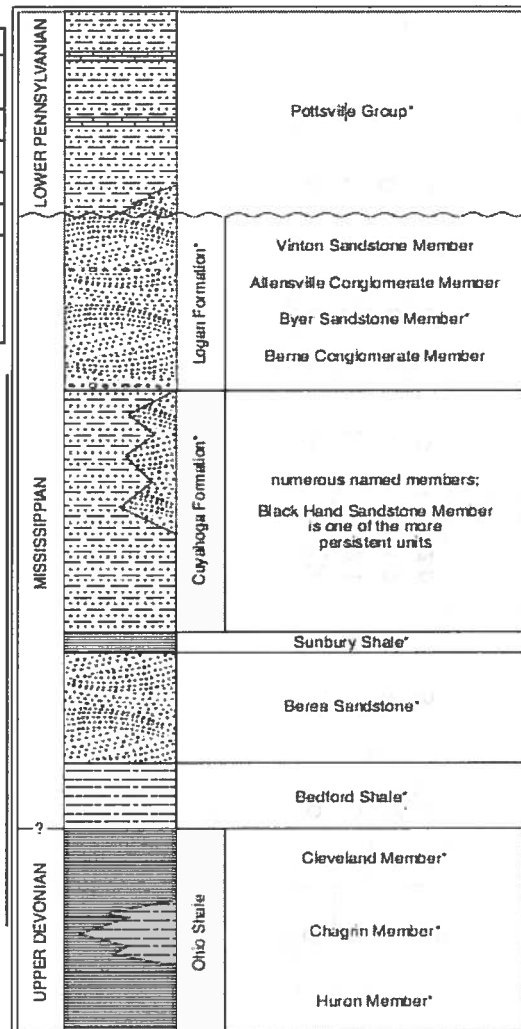 LOWER PENNSYLVANIAN
Pottsville Group*
MISSISSIPPIAN
Logan Formation*
Vinton Sandstone Member
Allensville Conglomerate Member
Byer Sandstone Member*
Berne Conglomerate Member
Cuyahoga Formation*
numerous named members;
Black Hand Sandstone Member
is one of the more
persistent units
Sunbury Shale*
Berea Sandstone*
Bedford Shale*
?
UPPER DEVONIAN
Ohio Shale
Cleveland Member*
Chagrin Member*
Huron Member*